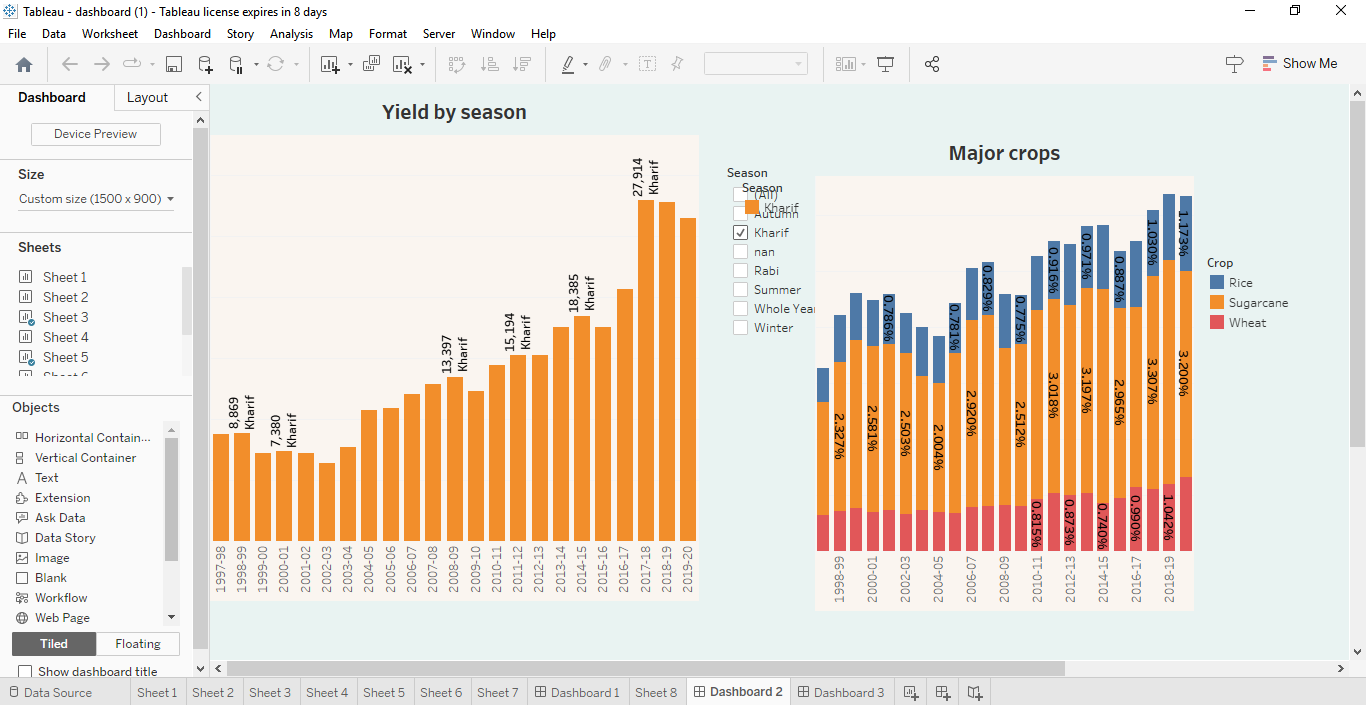 Tableau - dashboard (1) - Tableau license expires in 8 days
File Data Worksheet Dashboard Story Analysis Map Format Server Window Help
Show Me
Dashboard Layout
Device Preview
Size
Custom size (1500 x 900)
Sheets
Sheet 1
Sheet 2
Sheet 3
Sheet 4
Sheet 5
Objects
Horizontal Contain...
Vertical Container
Text
Extension
Ask Data
Data Story
Image
Blank
Workflow
Web Page
Tiled Floating
Show dashboard title
Yield by season
8,869 Kharif
7,380 Kharif
13,397 Kharif
15,194 Kharif
18,385 Kharif
27,914 Kharif
1997-98 1998-99 1999-00 2000-01 2001-02 2002-03 2003-04 2004-05 2005-06 2006-07 2007-08 2008-09 2009-10 2010-11 2011-12 2012-13 2013-14 2014-15 2015-16 2016-17 2017-18 2018-19 2019-20
Season
Season
(All)
Kharif
Autumn
Kharif
nan
Rabi
Summer
Whole Year
Winter
Major crops
0.786% 0.781% 0.829% 0.775% 0.916% 0.971% 0.887% 1.030% 1.173%
2.327% 2.581% 2.503% 2.004% 2.920% 2.512% 3.018% 3.197% 2.965% 3.307% 3.200%
0.815% 0.873% 0.740% 0.990% 1.042%
1998-99 2000-01 2002-03 2004-05 2006-07 2008-09 2010-11 2012-13 2014-15 2016-17 2018-19
Crop
Rice
Sugarcane
Wheat
Data Source Sheet 1 Sheet 2 Sheet 3 Sheet 4 Sheet 5 Sheet 6 Sheet 7 Dashboard 1 Sheet 8 Dashboard 2 Dashboard 3